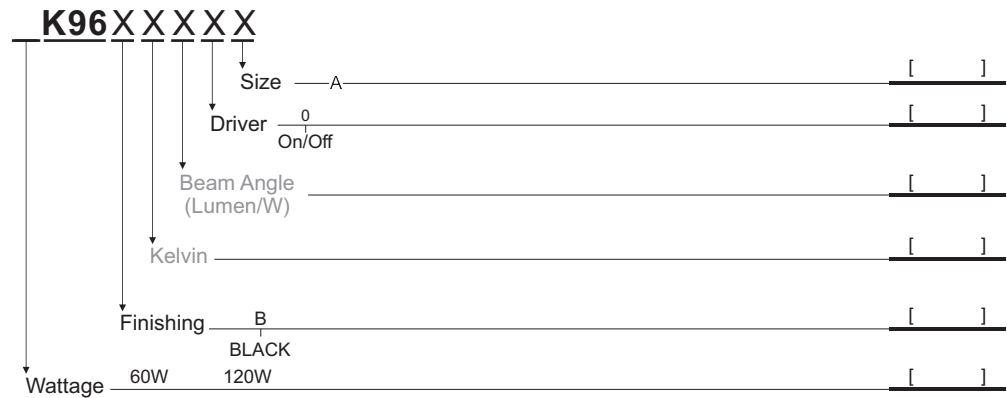 _K96XXXXX
Size A [ ]
Driver 0 [ ]
On/Off
Beam Angle [ ]
(Lumen/W)
Kelvin [ ]
Finishing B [ ]
BLACK
Wattage 60W 120W [ ]